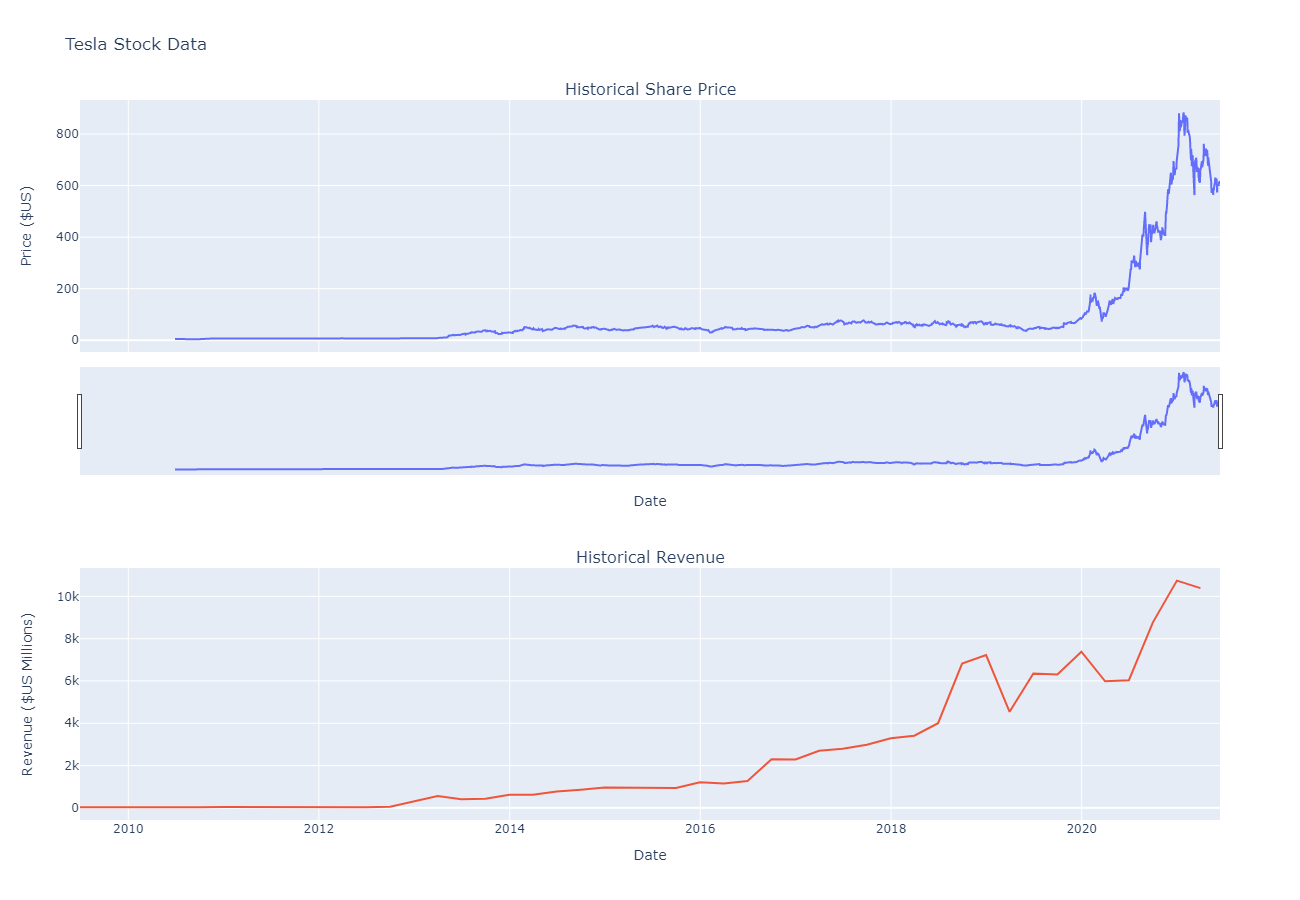 Tesla Stock Data
Historical Share Price
800
600
400
200
0
Price ($US)
Date
Historical Revenue
10k
8k
6k
4k
2k
0
Revenue ($US Millions)
2010 2012 2014 2016 2018 2020
Date